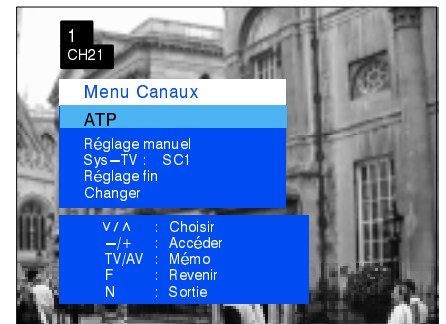 1
CH21
Menu Canaux
ATP
Réglage manuel
Sys-TV : SC1
Réglage fin
Changer
∨/∧ : Choisir
–/+ : Accéder
TV/AV : Mémo
F : Revenir
N : Sortie